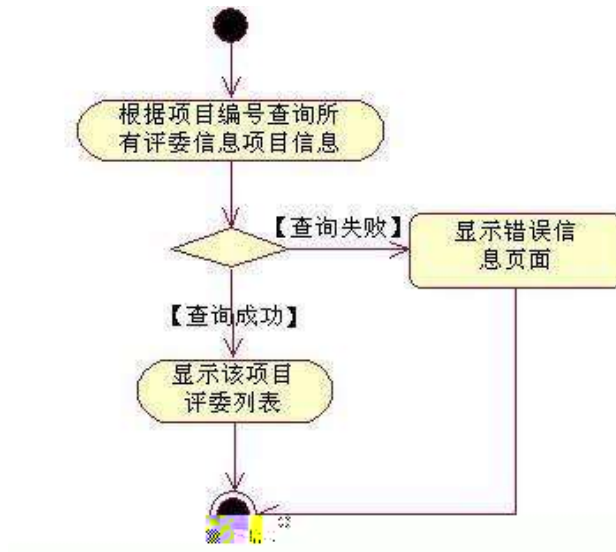 根据项目编号查询所
有评委信息项目信息
【查询失败】
显示错误信
息页面
【查询成功】
显示该项目
评委列表